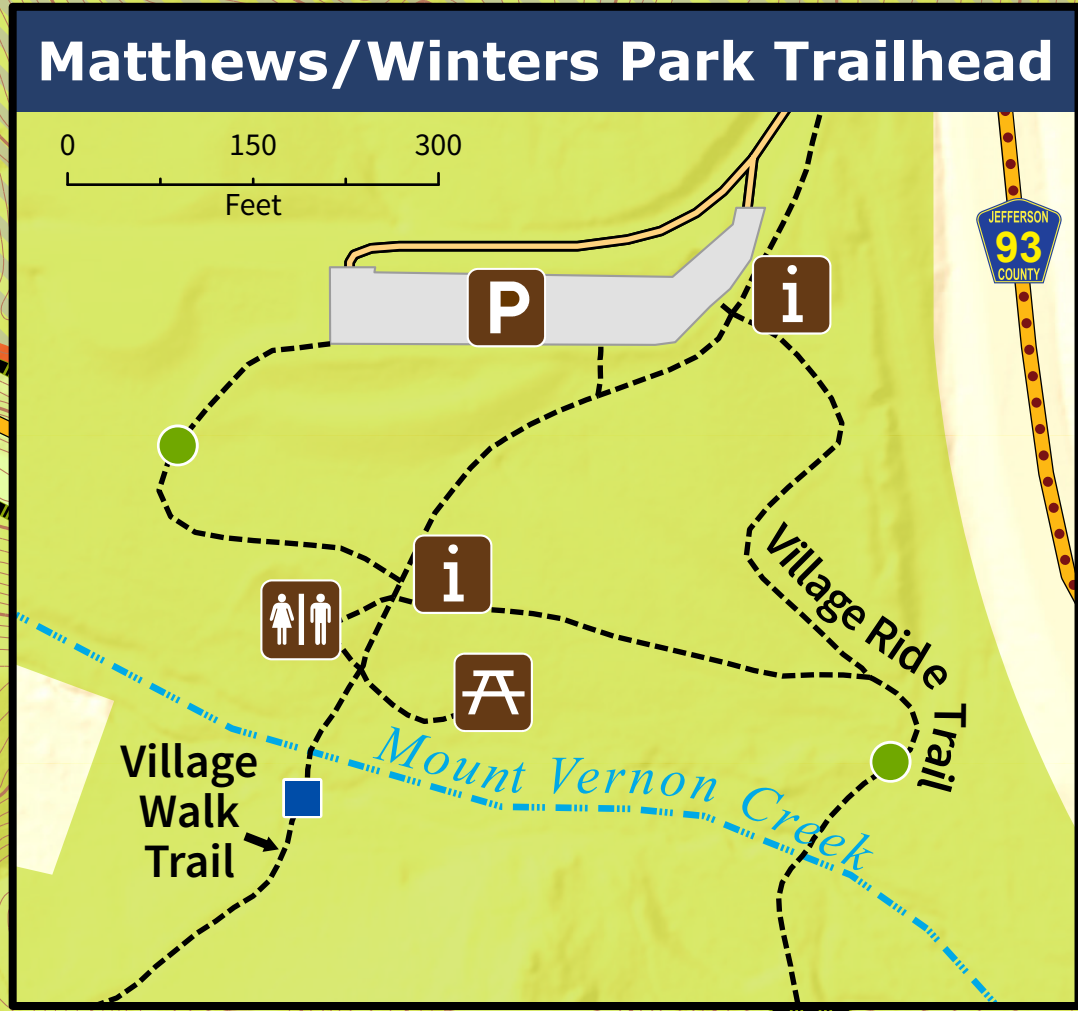 Matthews/Winters Park Trailhead
0 150 300
Feet
JEFFERSON
93
COUNTY
P
i
i
Village Ride Trail
Mount Vernon Creek
Village
Walk
Trail